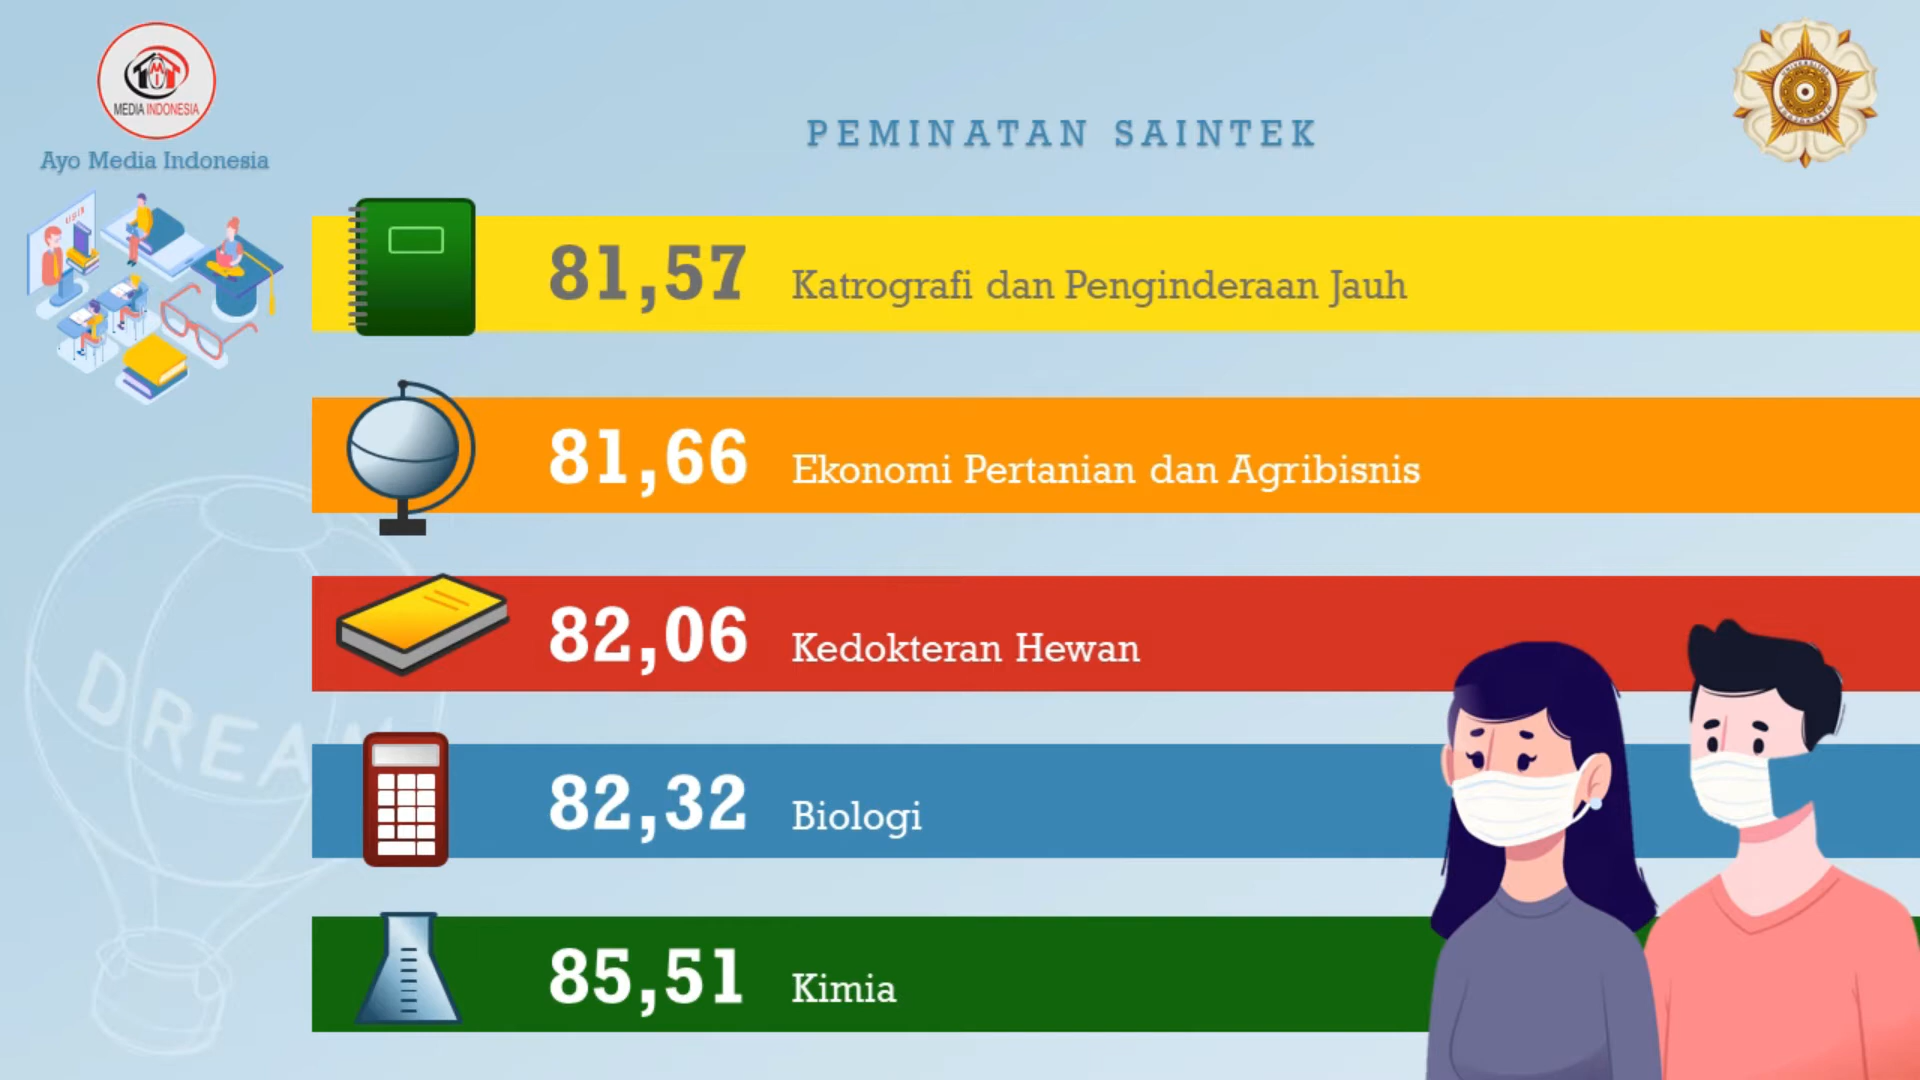 MEDIA INDONESIA
Ayo Media Indonesia
PEMINATAN SAINTEK
81,57 Katrografi dan Penginderaan Jauh
81,66 Ekonomi Pertanian dan Agribisnis
82,06 Kedokteran Hewan
82,32 Biologi
85,51 Kimia
DREAM